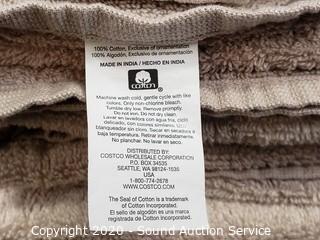 100% Cotton, Exclusive of ornamentation
100% Algodon, Exclusivo de ornamentación
MADE IN INDIA / HECHO EN INDIA
COTTON
Machine wash cold, gentle cycle with like
colors. Only non-chlorine bleach.
Tumble dry low. Remove promptly.
Do not iron. Do not dry clean.
Lavar en lavadora con agua fria, ciclo
delicado, con colores similares. Usar
blanqueador sin cloro. Secar en secadora a
baja temperatura. Retirar inmediatamente.
No planchar. No lavar en seco.
DISTRIBUTED BY:
COSTCO WHOLESALE CORPORATION
P.O. BOX 34535
SEATTLE, WA 98124-1535
USA
1-800-774-2678
WWW.COSTCO.COM
The Seal of Cotton is a trademark
of Cotton Incorporated.
El sello de algodón es una marca
registrada de Cotton Incorporated.
Copyright 2020 - Sound Auction Service